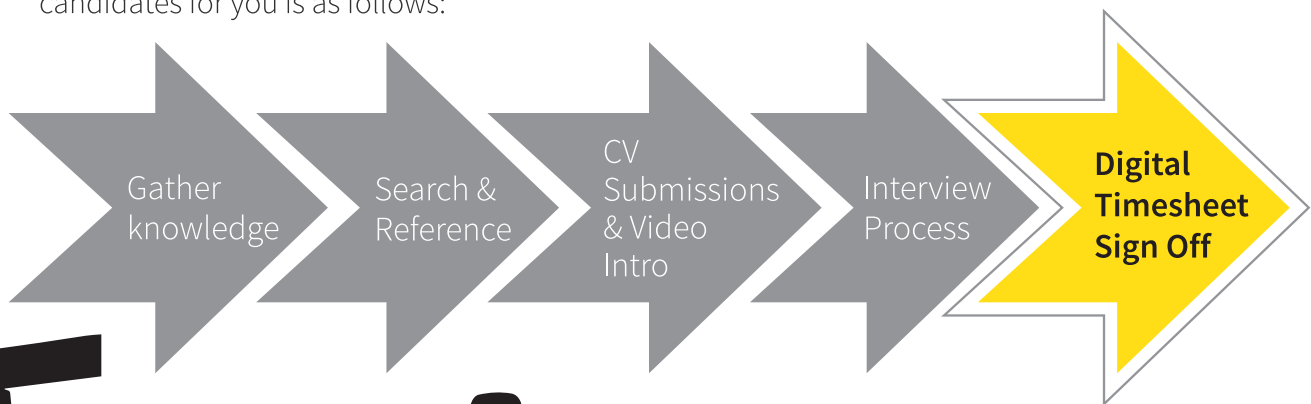 candidates for you is as follows:
Gather
knowledge
Search &
Reference
CV
Submissions
& Video
Intro
Interview
Process
Digital
Timesheet
Sign Off